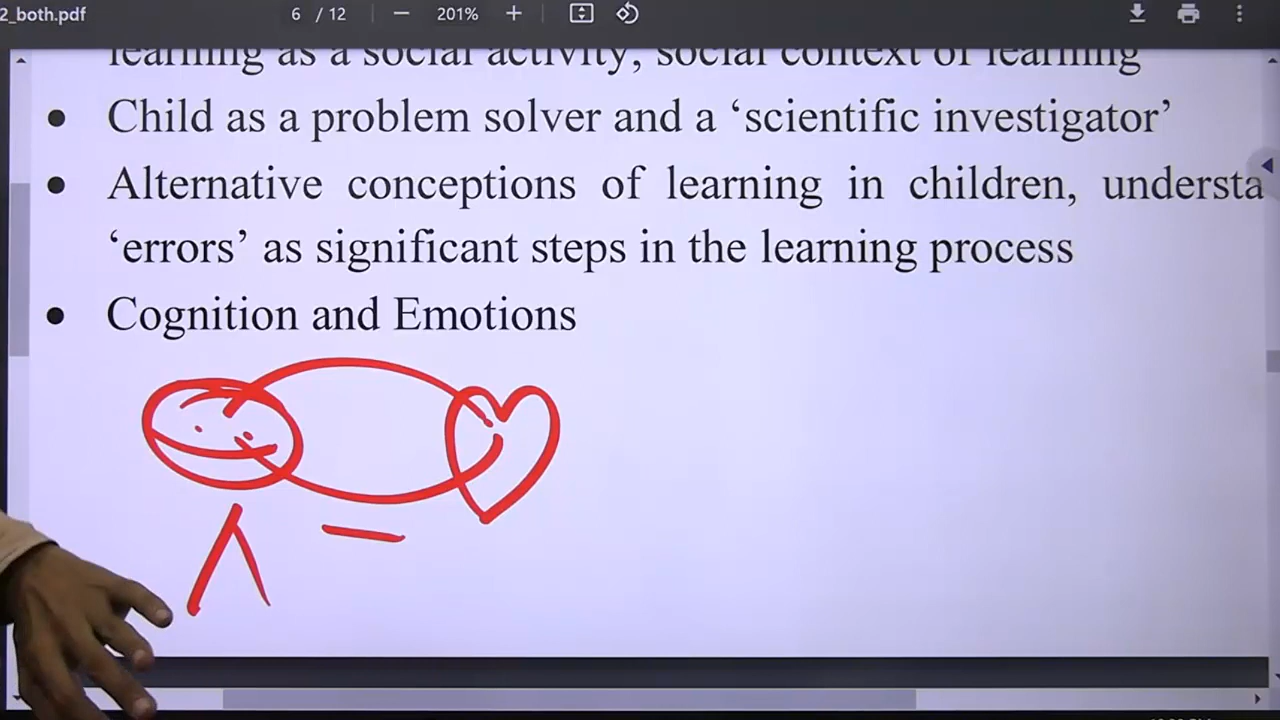 2_both.pdf
6 / 12
201%
learning as a social activity, social context of learning
• Child as a problem solver and a ‘scientific investigator’
• Alternative conceptions of learning in children, understa
‘errors’ as significant steps in the learning process
• Cognition and Emotions